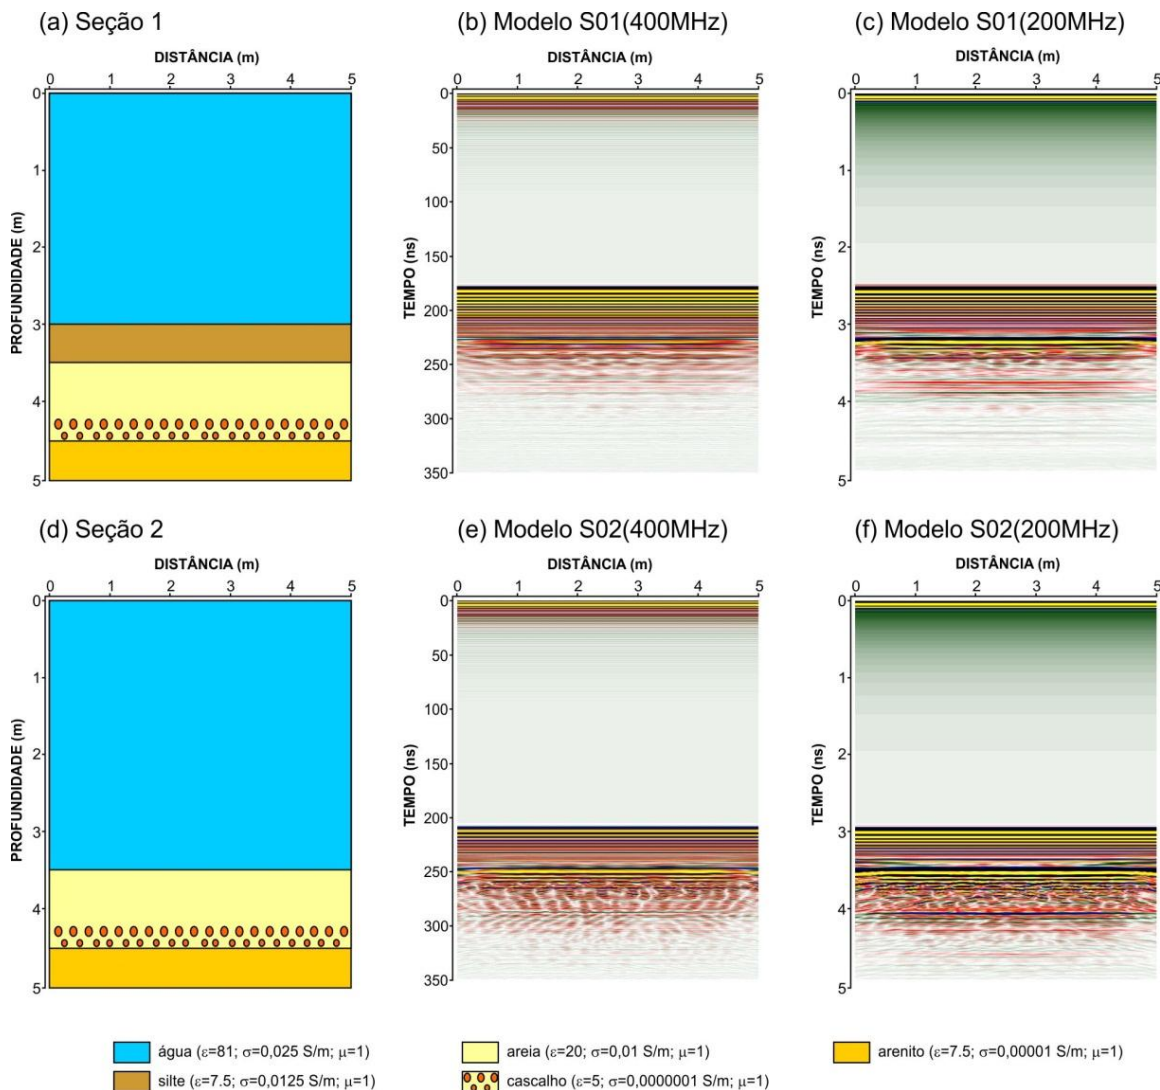 (a) Seção 1
DISTÂNCIA (m)
0 1 2 3 4 5
PROFUNDIDADE (m)
0
1
2
3
4
5
(b) Modelo S01(400MHz)
DISTÂNCIA (m)
0 1 2 3 4 5
TEMPO (ns)
0
50
100
150
200
250
300
350
(c) Modelo S01(200MHz)
DISTÂNCIA (m)
0 1 2 3 4 5
TEMPO (ns)
0
1
2
3
4
5
(d) Seção 2
DISTÂNCIA (m)
0 1 2 3 4 5
PROFUNDIDADE (m)
0
1
2
3
4
5
(e) Modelo S02(400MHz)
DISTÂNCIA (m)
0 1 2 3 4 5
TEMPO (ns)
0
50
100
150
200
250
300
350
(f) Modelo S02(200MHz)
DISTÂNCIA (m)
0 1 2 3 4 5
TEMPO (ns)
0
1
2
3
4
5
água (ε=81; σ=0,025 S/m; μ=1)
areia (ε=20; σ=0,01 S/m; μ=1)
arenito (ε=7.5; σ=0,00001 S/m; μ=1)
silte (ε=7.5; σ=0,0125 S/m; μ=1)
cascalho (ε=5; σ=0,0000001 S/m; μ=1)